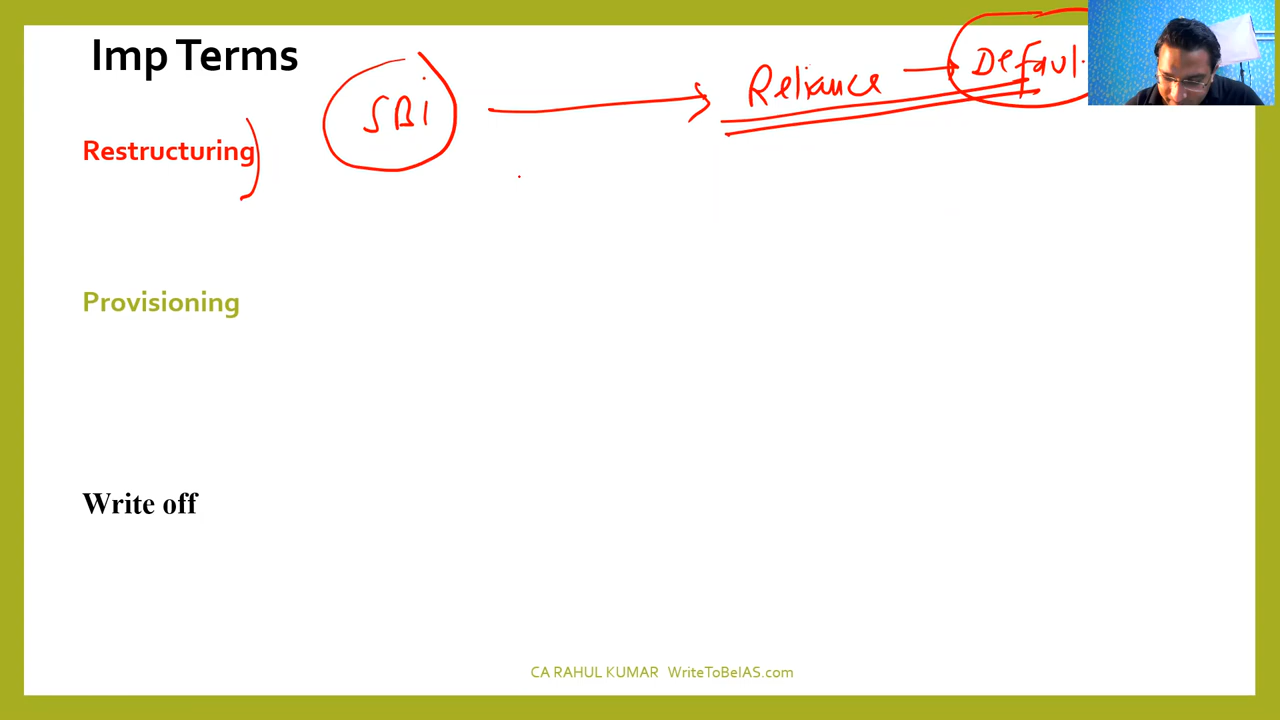 Imp Terms
SBi
Reliance
Restructuring
Provisioning
Write off
CA RAHUL KUMAR WriteToBeIAS.com